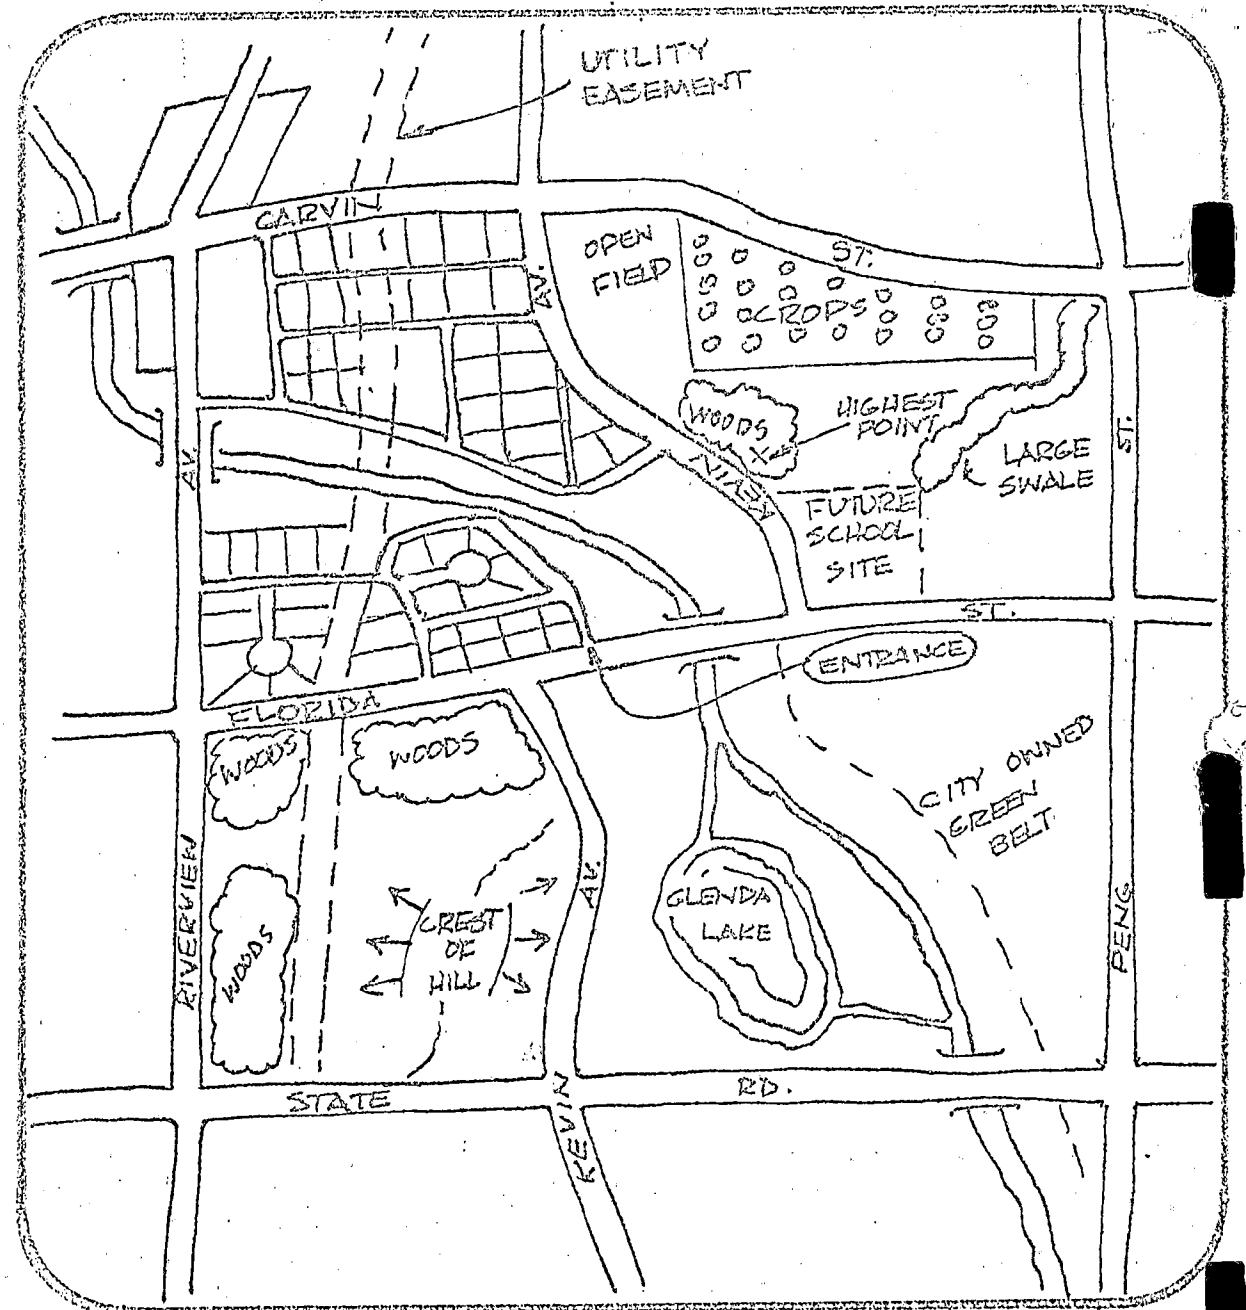 UTILITY
EASEMENT
GARVIN
ST.
OPEN
FIELD
AV.
CROPS
WOODS
HIGHEST
POINT
X
KEVIN
LARGE
SWALE
ST.
AV.
FUTURE
SCHOOL
SITE
ST.
ENTRANCE
FLORIDA
WOODS
WOODS
CITY OWNED
GREEN
BELT
RIVERVIEW
AV.
GLENDA
LAKE
CREST
OF
HILL
WOODS
PENG
STATE
RD.
KEVIN